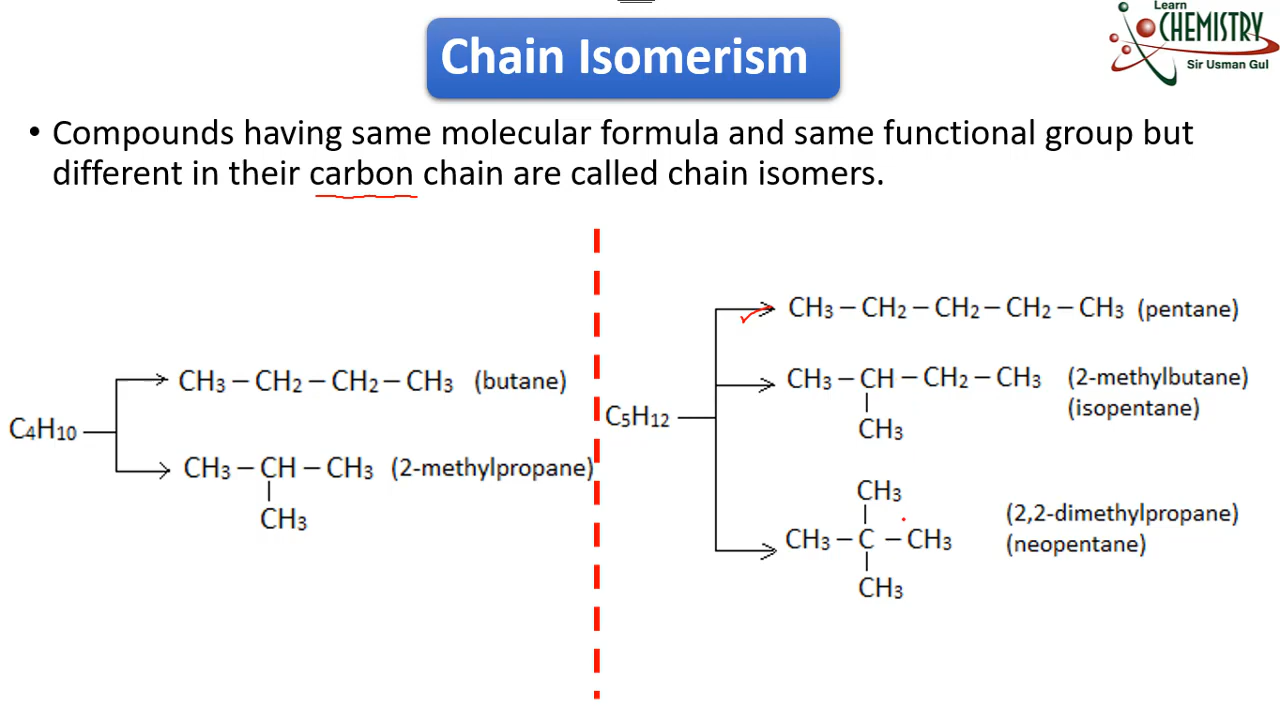 Learn
CHEMISTRY
Sir Usman Gul
Chain Isomerism
• Compounds having same molecular formula and same functional group but
different in their carbon chain are called chain isomers.
C₄H₁₀
CH₃ – CH₂ – CH₂ – CH₃ (butane)
CH₃ – CH – CH₃ (2-methylpropane)
CH₃
C₅H₁₂
CH₃ – CH₂ – CH₂ – CH₂ – CH₃ (pentane)
CH₃ – CH – CH₂ – CH₃ (2-methylbutane)
(isopentane)
CH₃
CH₃
(2,2-dimethylpropane)
CH₃ – C – CH₃ (neopentane)
CH₃